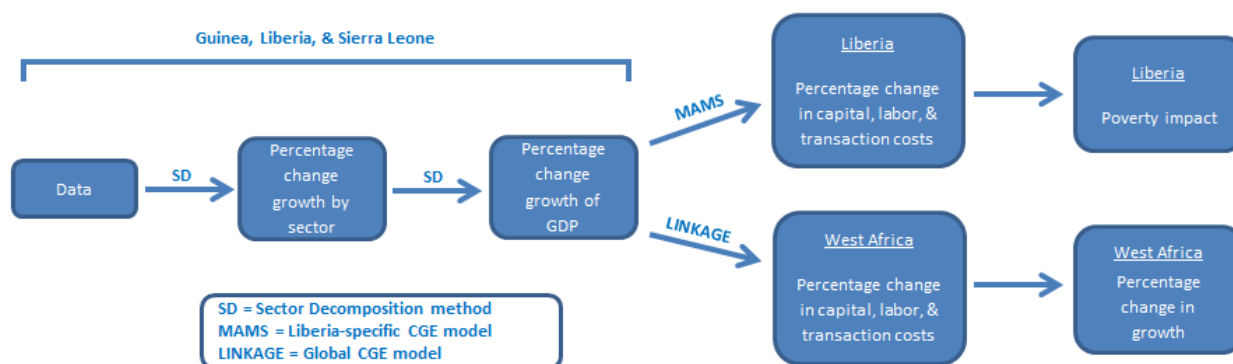 Guinea, Liberia, & Sierra Leone
Data
SD
Percentage
change
growth by
sector
SD
Percentage
change
growth of
GDP
MAMS
Liberia
Percentage change
in capital, labor, &
transaction costs
Liberia
Poverty impact
LINKAGE
West Africa
Percentage change
in capital, labor, &
transaction costs
West Africa
Percentage
change in
growth
SD = Sector Decomposition method
MAMS = Liberia-specific CGE model
LINKAGE = Global CGE model